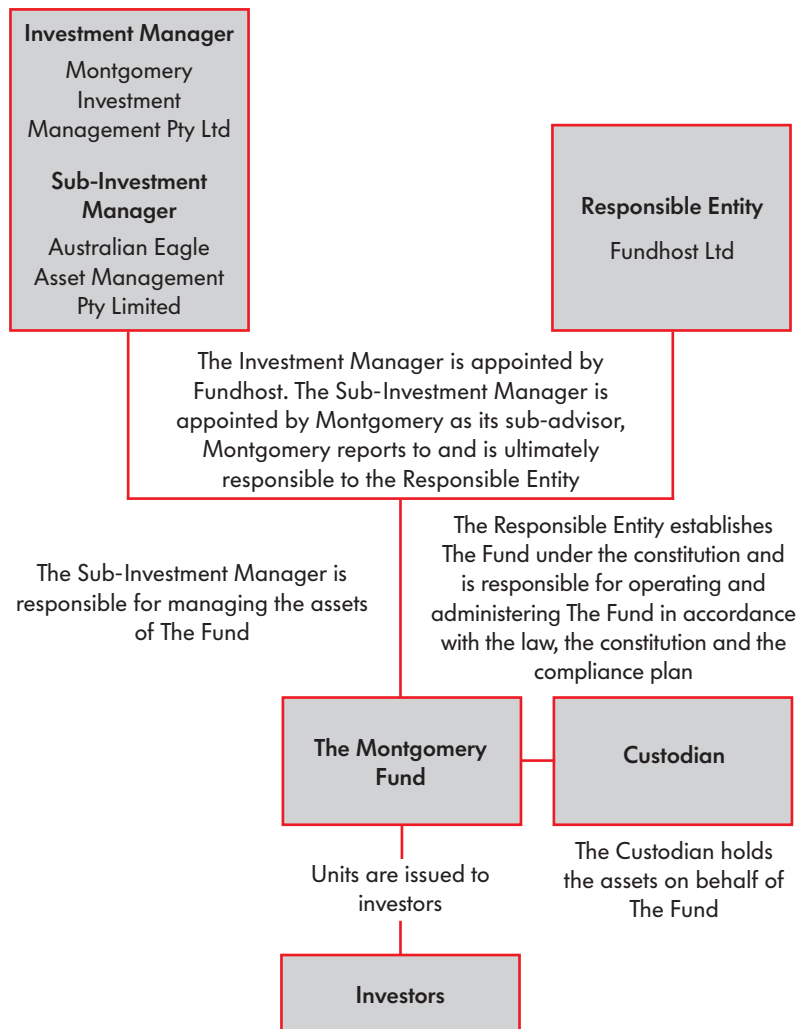 Investment Manager
Montgomery
Investment
Management Pty Ltd
Sub-Investment
Manager
Australian Eagle
Asset Management
Pty Limited
Responsible Entity
Fundhost Ltd
The Investment Manager is appointed by
Fundhost. The Sub-Investment Manager is
appointed by Montgomery as its sub-advisor,
Montgomery reports to and is ultimately
responsible to the Responsible Entity
The Sub-Investment Manager is
responsible for managing the assets
of The Fund
The Responsible Entity establishes
The Fund under the constitution and
is responsible for operating and
administering The Fund in accordance
with the law, the constitution and the
compliance plan
The Montgomery
Fund
Custodian
Units are issued to
investors
The Custodian holds
the assets on behalf of
The Fund
Investors